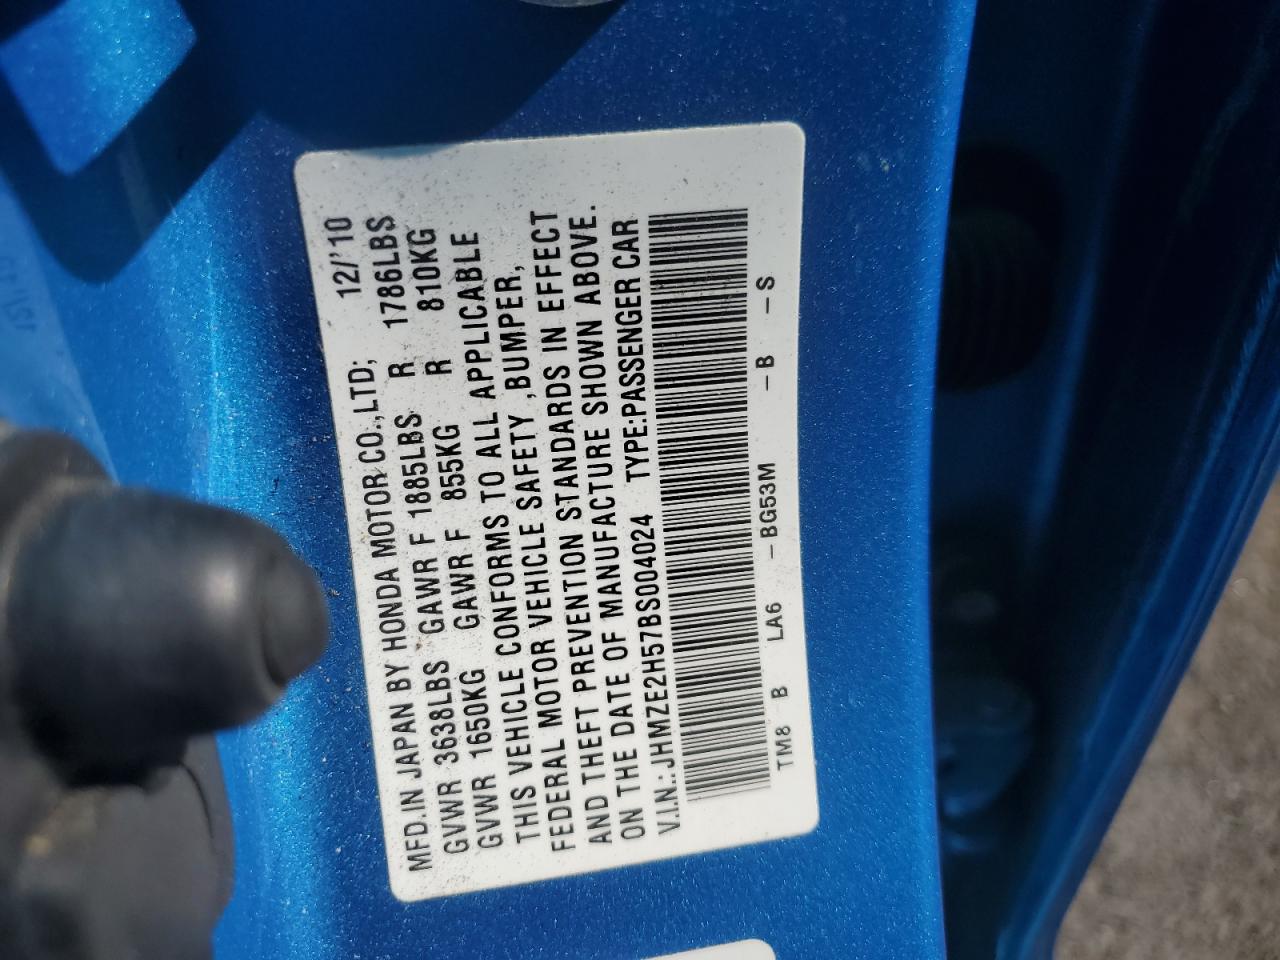 MFD.IN JAPAN BY HONDA MOTOR CO.,LTD; 12/'10
GVWR 3638LBS GAWR F 1885LBS R 1786LBS
GVWR 1650KG GAWR F 855KG R 810KG
THIS VEHICLE CONFORMS TO ALL APPLICABLE
FEDERAL MOTOR VEHICLE SAFETY ,BUMPER,
AND THEFT PREVENTION STANDARDS IN EFFECT
ON THE DATE OF MANUFACTURE SHOWN ABOVE.
V.I.N.:JHMZE2H57BS004024 TYPE:PASSENGER CAR
TM8 B LA6 -BG53M -B -S